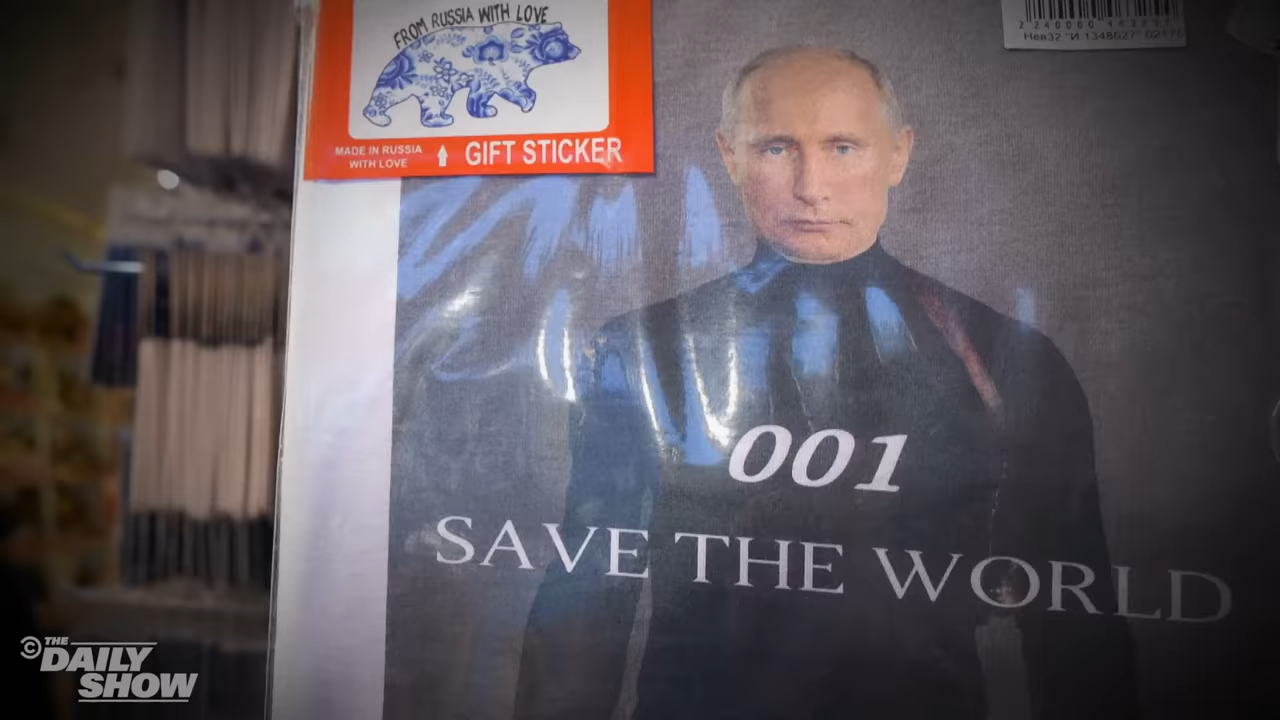 FROM RUSSIA WITH LOVE
MADE IN RUSSIA
WITH LOVE
GIFT STICKER
001
SAVE THE WORLD
THE
DAILY
SHOW